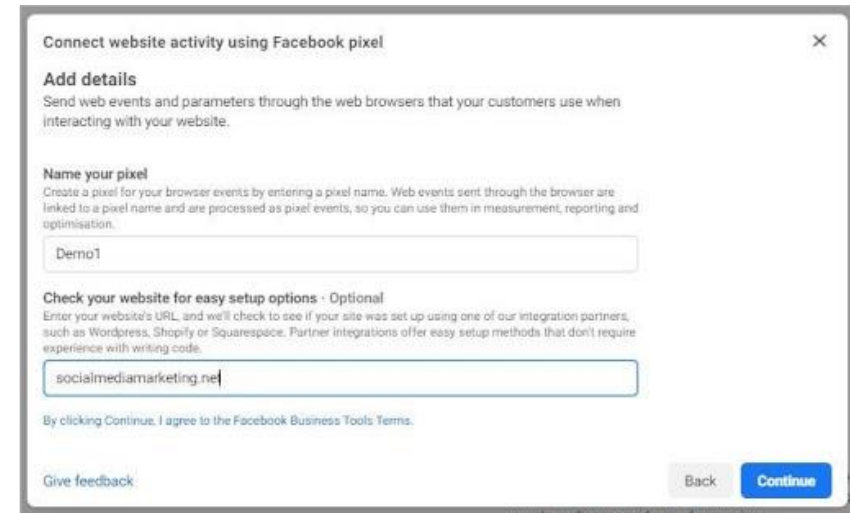 Connect website activity using Facebook pixel
Add details
Send web events and parameters through the web browsers that your customers use when
interacting with your website.
Name your pixel
Create a pixel for your browser events by entering a pixel name. Web events sent through the browser are
linked to a pixel name and are processed as pixel events, so you can use them in measurement, reporting and
optimisation.
Demo1
Check your website for easy setup options · Optional
Enter your website's URL, and we'll check to see if your site was set up using one of our integration partners,
such as Wordpress, Shopify or Squarespace. Partner integrations offer easy setup methods that don't require
experience with writing code.
socialmediamarketing.net
By clicking Continue, I agree to the Facebook Business Tools Terms.
Give feedback
Back
Continue